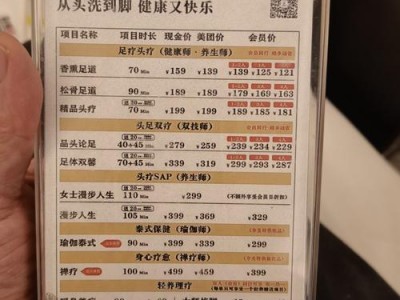 从头洗到脚 健康又快乐
项目名称 项目时长 现金价 美团价 会员价
足疗头疗（健康师·养生师）
香熏足道 70 Min ¥159 ¥139 ¥139 ¥125 ¥121
松骨足道 90 Min ¥189 ¥189 ¥179 ¥169 ¥163
精品头疗 70 Min ¥199 ¥199 ¥189 ¥185 ¥181
头足双疗（双技师）
品头论足 40+45 ¥279 ¥259 ¥239 ¥234 ¥229
足体双馨 70+45 Min ¥339 ¥319 ¥299 ¥293 ¥287
头疗SAP（养生师）
女士漫步人生 110 Min ¥299
漫步人生 105 Min ¥399 ¥369 ¥329
泰式保健（瑜伽师）
瑜伽泰式 90 Min ¥399 ¥399 ¥399
身心疗愈（禅疗师）
禅疗 100 Min ¥499 ¥459 ¥399
轻养理疗